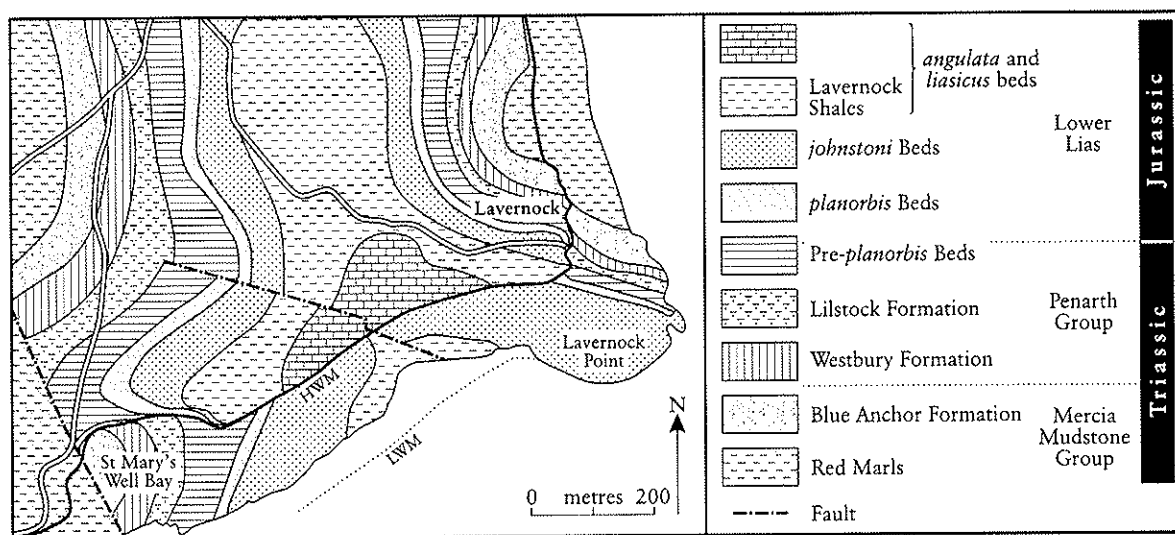 Lavernock
Lavernock
Point
HWM
LWM
St Mary's
Well Bay
N
0 metres 200
angulata and
liasicus beds
Lavernock
Shales
johnstoni Beds
planorbis Beds
Pre-planorbis Beds
Lilstock Formation
Westbury Formation
Blue Anchor Formation
Red Marls
Fault
Lower
Lias
Penarth
Group
Mercia
Mudstone
Group
Jurassic
Triassic